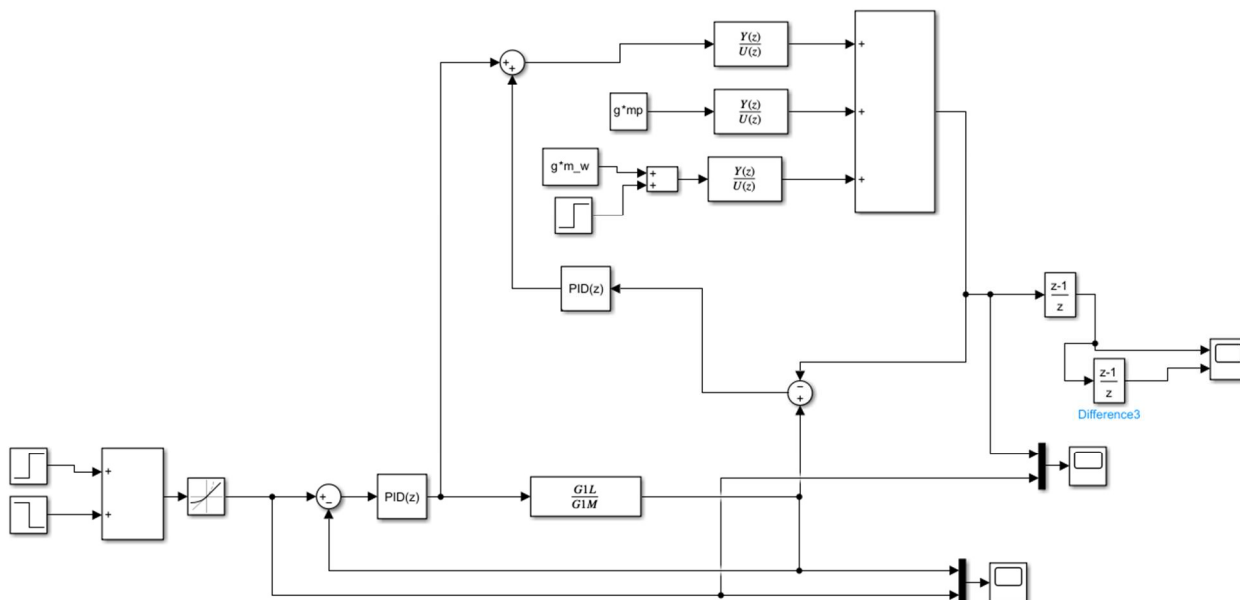 Y(z)
U(z)
+
+
+
g*mp
Y(z)
U(z)
+
g*m_w
+
+
Y(z)
U(z)
+
PID(z)
z-1
z
z-1
z
Difference3
−
+
+
+
+
−
PID(z)
G1L
G1M